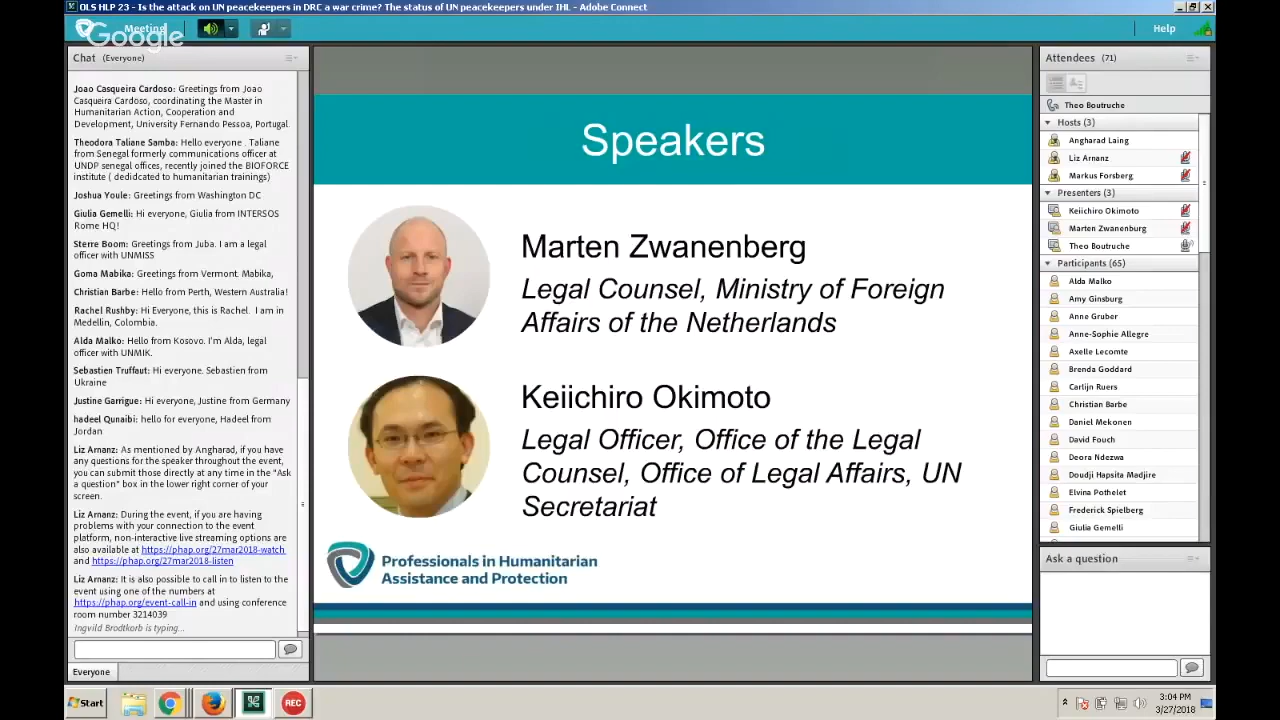 OLS HLP 23 - Is the attack on UN peacekeepers in DRC a war crime? The status of UN peacekeepers under IHL - Adobe Connect
Meeting
Google
Help
Chat (Everyone)
Joao Casqueira Cardoso: Greetings from Joao
Casqueira Cardoso, coordinating the Master in
Humanitarian Action, Cooperation and
Development, University Fernando Pessoa, Portugal.
Theodora Taliane Samba: Hello everyone . Taliane
from Senegal formerly communications officer at
UNDP senegal offices, recently joined the BIOFORCE
institute ( dedidcated to humanitarian trainings)
Joshua Youle: Greetings from Washington DC
Giulia Gemelli: Hi everyone, Giulia from INTERSOS
Rome HQ!
Sterre Boom: Greetings from Juba. I am a legal
officer with UNMISS
Goma Mabika: Greetings from Vermont. Mabika,
Christian Barbe: Hello from Perth, Western Australia!
Rachel Rushby: Hi Everyone, this is Rachel. I am in
Medellin, Colombia.
Alda Malko: Hello from Kosovo. I'm Alda, legal
officer with UNMIK.
Sebastien Truffaut: Hi everyone. Sebastien from
Ukraine
Justine Garrigue: Hi everyone, Justine from Germany
hadeel Qunaibi: hello for everyone, Hadeel from
Jordan
Liz Arnanz: As mentioned by Angharad, if you have
any questions for the speaker throughout the event,
you can submit those directly at any time in the "Ask
a question" box in the lower right corner of your
screen.
Liz Arnanz: During the event, if you are having
problems with your connection to the event
platform, non-interactive live streaming options are
also available at https://phap.org/27mar2018-watch
and https://phap.org/27mar2018-listen
Liz Arnanz: It is also possible to call in to listen to the
event using one of the numbers at
https://phap.org/event-call-in and using conference
room number 3214039
Ingvild Brodtkorb is typing...
Everyone
Speakers
Marten Zwanenberg
Legal Counsel, Ministry of Foreign
Affairs of the Netherlands
Keiichiro Okimoto
Legal Officer, Office of the Legal
Counsel, Office of Legal Affairs, UN
Secretariat
Professionals in Humanitarian
Assistance and Protection
Attendees (71)
Theo Boutruche
Hosts (3)
Angharad Laing
Liz Arnanz
Markus Forsberg
Presenters (3)
Keiichiro Okimoto
Marten Zwanenburg
Theo Boutruche
Participants (65)
Alda Malko
Amy Ginsburg
Anne Gruber
Anne-Sophie Allegre
Axelle Lecomte
Brenda Goddard
Carlijn Ruers
Christian Barbe
Daniel Mekonen
David Fouch
Deora Ndezwa
Doudji Hapsita Madjire
Elvina Pothelet
Frederick Spielberg
Giulia Gemelli
Ask a question
Start
REC
3:04 PM
3/27/2018